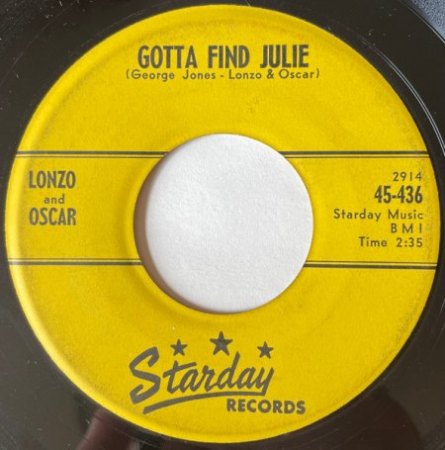 GOTTA FIND JULIE
(George Jones - Lonzo & Oscar)
LONZO
and
OSCAR
2914
45-436
Starday Music
BMI
Time 2:35
Starday
RECORDS